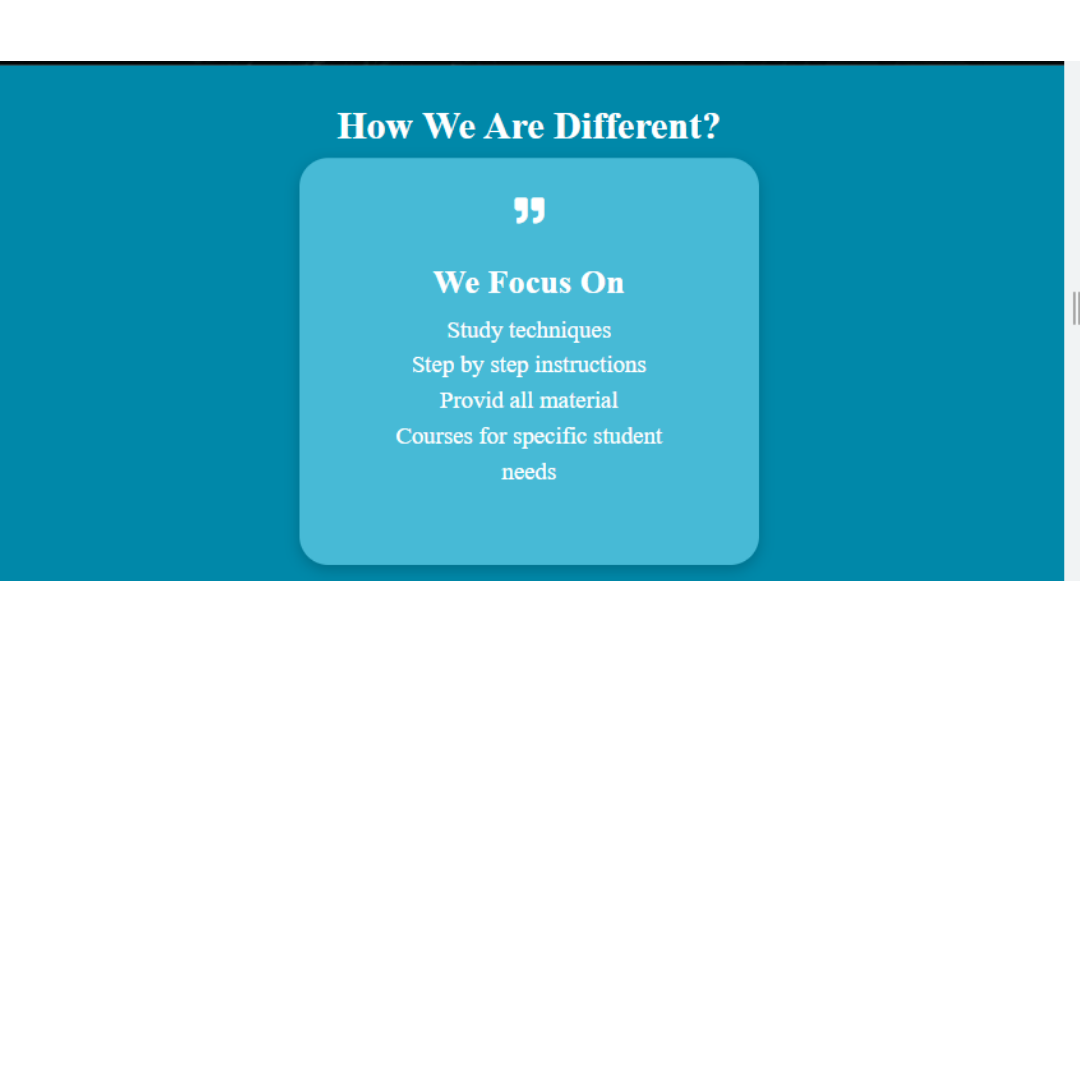 How We Are Different?
We Focus On
Study techniques
Step by step instructions
Provid all material
Courses for specific student
needs